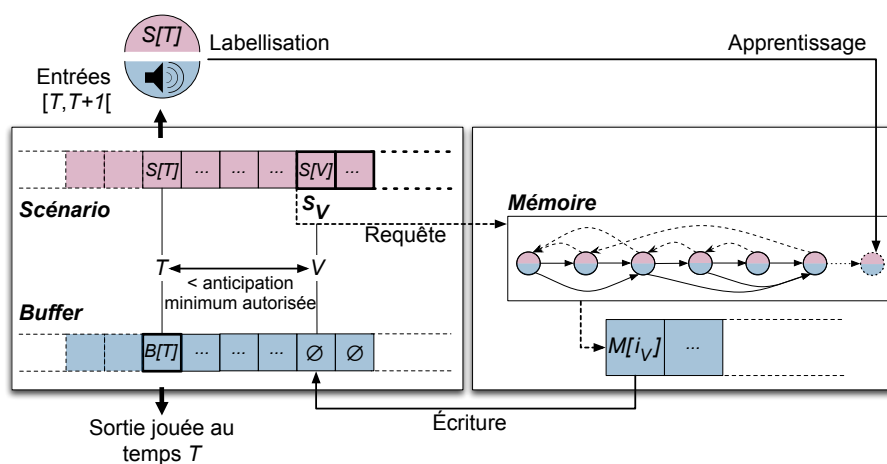 S[T]
Labellisation
Apprentissage
Entrées
[T,T+1[
S[T]
...
...
...
S[V]
...
Scénario
S_V
Mémoire
Requête
T
V
< anticipation
minimum autorisée
Buffer
B[T]
...
...
...
∅
∅
M[i_V]
...
Écriture
Sortie jouée au
temps T